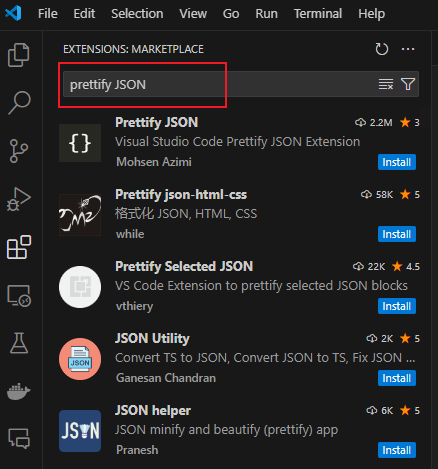 File Edit Selection View Go Run Terminal Help
EXTENSIONS: MARKETPLACE
prettify JSON
Prettify JSON 2.2M 3
Visual Studio Code Prettify JSON Extension
Mohsen Azimi Install
Prettify json-html-css 58K 5
格式化 JSON, HTML, CSS
while Install
Prettify Selected JSON 22K 4.5
VS Code Extension to prettify selected JSON blocks
vthiery Install
JSON Utility 2K 5
Convert TS to JSON, Convert JSON to TS, Fix JSON ...
Ganesan Chandran Install
JSON helper 6K 5
JSON minify and beautify (prettify) app
Pranesh Install